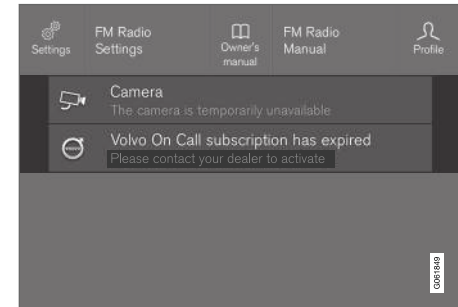 Settings
FM Radio
Settings
Owner's
manual
FM Radio
Manual
Profile
Camera
The camera is temporarily unavailable
Volvo On Call subscription has expired
Please contact your dealer to activate
G061849